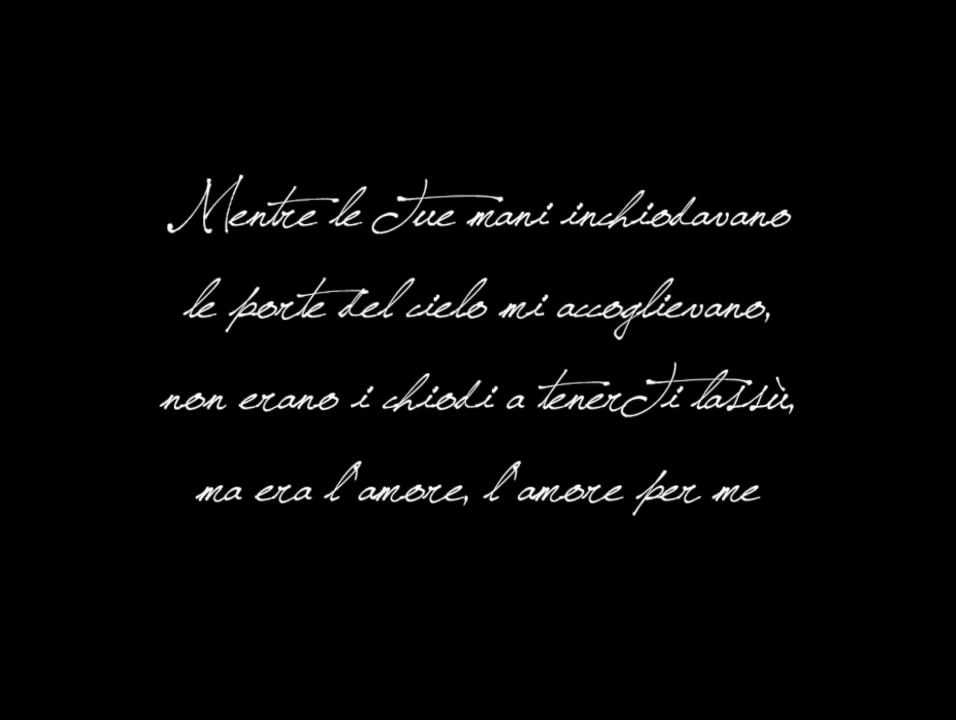 Mentre le Tue mani inchiodavano
le porte del cielo mi accoglievano,
non erano i chiodi a tenerTi lassù,
ma era l'amore, l'amore per me